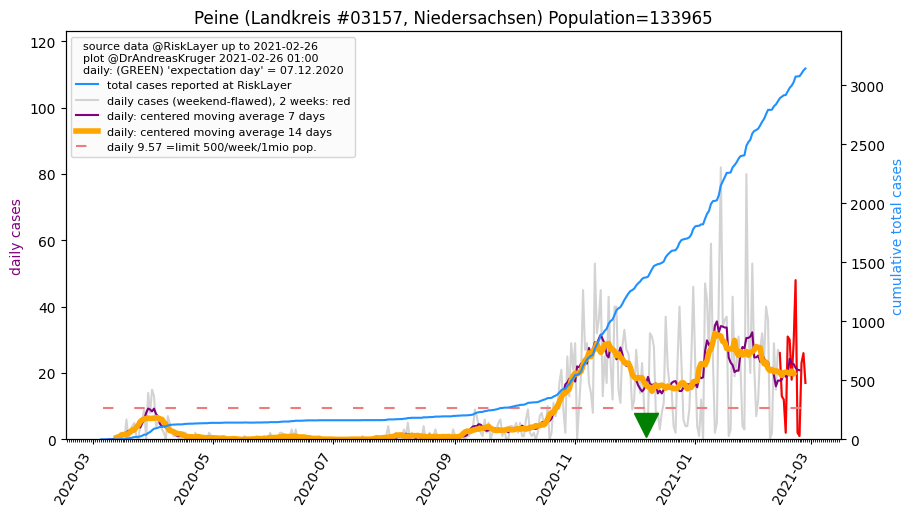 Peine (Landkreis #03157, Niedersachsen) Population=133965
source data @RiskLayer up to 2021-02-26
plot @DrAndreasKruger 2021-02-26 01:00
daily: (GREEN) 'expectation day' = 07.12.2020
total cases reported at RiskLayer
daily cases (weekend-flawed), 2 weeks: red
daily: centered moving average 7 days
daily: centered moving average 14 days
daily 9.57 =limit 500/week/1mio pop.
daily cases
120
100
80
60
40
20
0
cumulative total cases
3000
2500
2000
1500
1000
500
0
2020-03
2020-05
2020-07
2020-09
2020-11
2021-01
2021-03